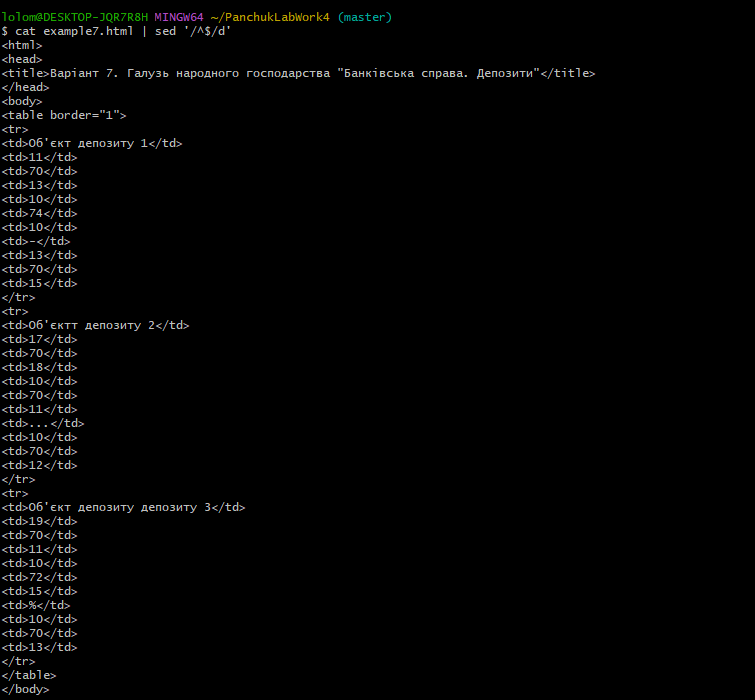 lolom@DESKTOP-JQR7R8H MINGW64 ~/PanchukLabWork4 (master)
$ cat example7.html | sed '/^$/d'
<html>
<head>
<title>Варіант 7. Галузь народного господарства "Банківська справа. Депозити"</title>
</head>
<body>
<table border="1">
<tr>
<td>Об'єкт депозиту 1</td>
<td>11</td>
<td>70</td>
<td>13</td>
<td>10</td>
<td>74</td>
<td>10</td>
<td>-</td>
<td>13</td>
<td>70</td>
<td>15</td>
</tr>
<tr>
<td>Об'єктт депозиту 2</td>
<td>17</td>
<td>70</td>
<td>18</td>
<td>10</td>
<td>70</td>
<td>11</td>
<td>...</td>
<td>10</td>
<td>70</td>
<td>12</td>
</tr>
<tr>
<td>Об'єкт депозиту депозиту 3</td>
<td>19</td>
<td>70</td>
<td>11</td>
<td>10</td>
<td>72</td>
<td>15</td>
<td>%</td>
<td>10</td>
<td>70</td>
<td>13</td>
</tr>
</table>
</body>